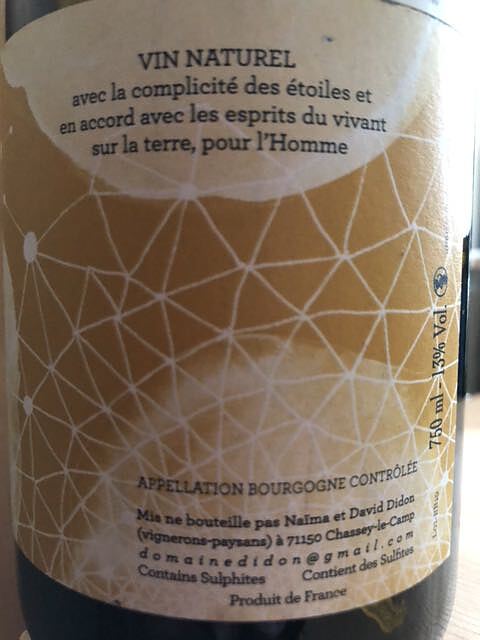 VIN NATUREL
avec la complicité des étoiles et
en accord avec les esprits du vivant
sur la terre, pour l'Homme
750 ml - 13% Vol.
APPELLATION BOURGOGNE CONTRÔLÉE
Mis ne bouteille pas Naïma et David Didon
(vignerons-paysans) à 71150 Chassey-le-Camp
domainedidon@gmail.com
Contains Sulphites Contient des Sulfites
Produit de France